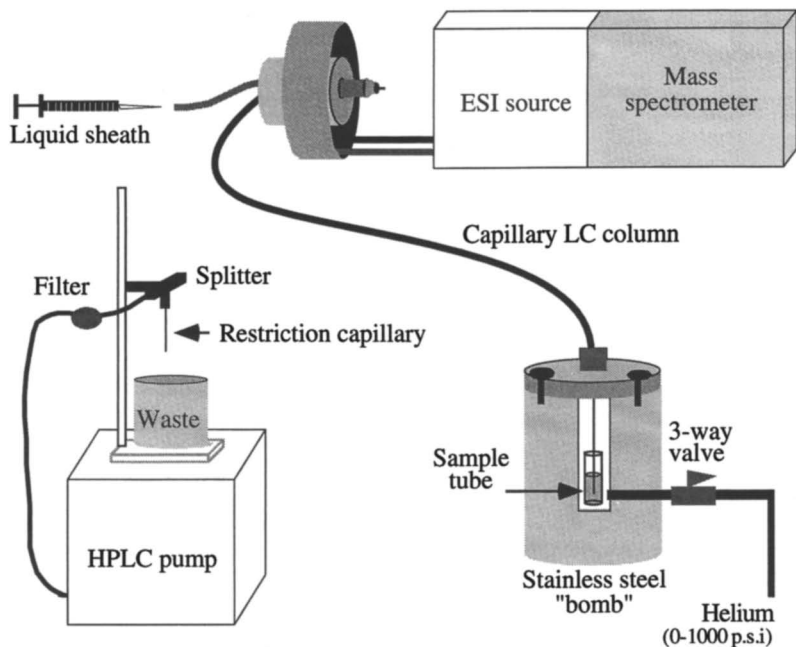 ESI source
Mass
spectrometer
Liquid sheath
Capillary LC column
Filter
Splitter
Restriction capillary
Waste
3-way
valve
Sample
tube
HPLC pump
Stainless steel
"bomb"
Helium
(0-1000 p.s.i)